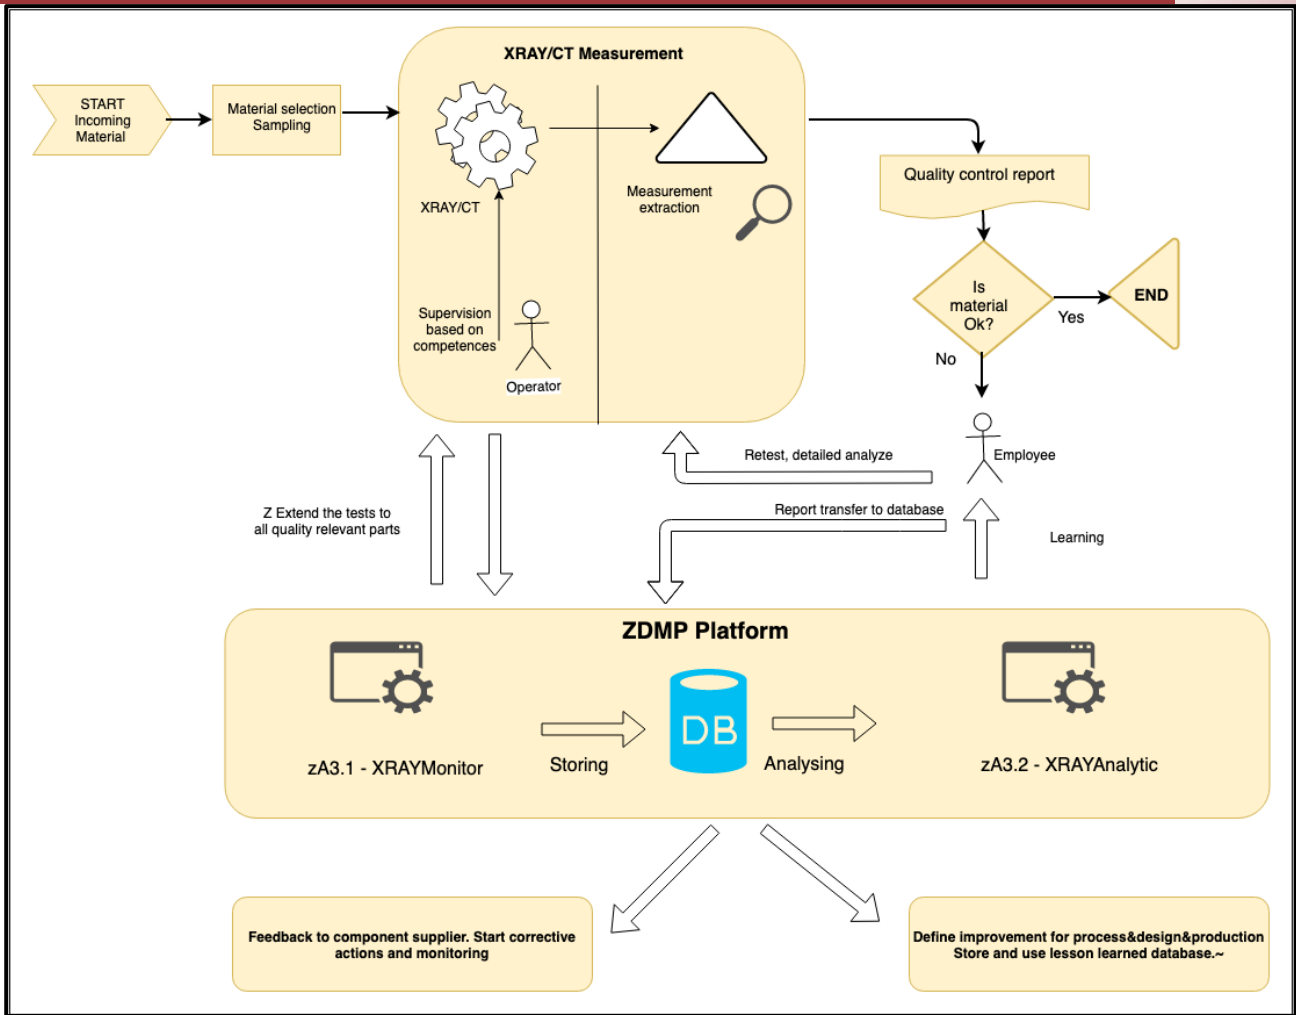 XRAY/CT Measurement
START
Incoming
Material
Material selection
Sampling
XRAY/CT
Measurement
extraction
Supervision
based on
competences
Operator
Quality control report
Is
material
Ok?
Yes
END
No
Employee
Retest, detailed analyze
Report transfer to database
Learning
Z Extend the tests to
all quality relevant parts
ZDMP Platform
DB
zA3.1 - XRAYMonitor
Storing
Analysing
zA3.2 - XRAYAnalytic
Feedback to component supplier. Start corrective
actions and monitoring
Define improvement for process&design&production
Store and use lesson learned database.~